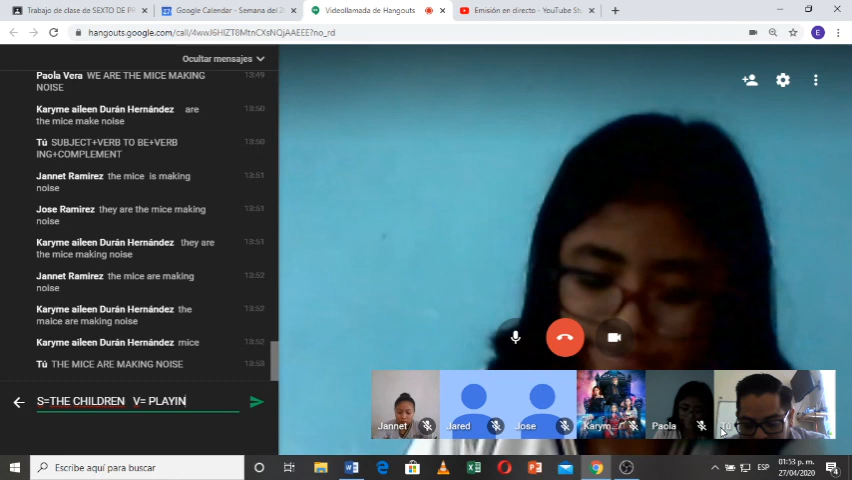 Trabajo de clase de SEXTO DE PR
Google Calendar - Semana del 2
Videollamada de Hangouts
Emisión en directo - YouTube St
hangouts.google.com/call/4wwJ6HlZT8MtnCXsNQjAAEEE?no_rd
Ocultar mensajes
Paola Vera WE ARE THE MICE MAKING 13:49
NOISE
Karyme aileen Durán Hernández are 13:50
the mice make noise
Tú SUBJECT+VERB TO BE+VERB 13:50
ING+COMPLEMENT
Jannet Ramirez the mice is making 13:51
noise
Jose Ramirez they are the mice making 13:51
noise
Karyme aileen Durán Hernández they are 13:51
the mice making noise
Jannet Ramirez the mice are making 13:52
noise
Karyme aileen Durán Hernández the 13:52
maice are making noise
Karyme aileen Durán Hernández mice 13:52
Tú THE MICE ARE MAKING NOISE 13:53
S=THE CHILDREN V= PLAYIN
Jannet
Jared
Jose
Karym...
Paola
Tú
Escribe aquí para buscar
ESP
01:53 p. m.
27/04/2020